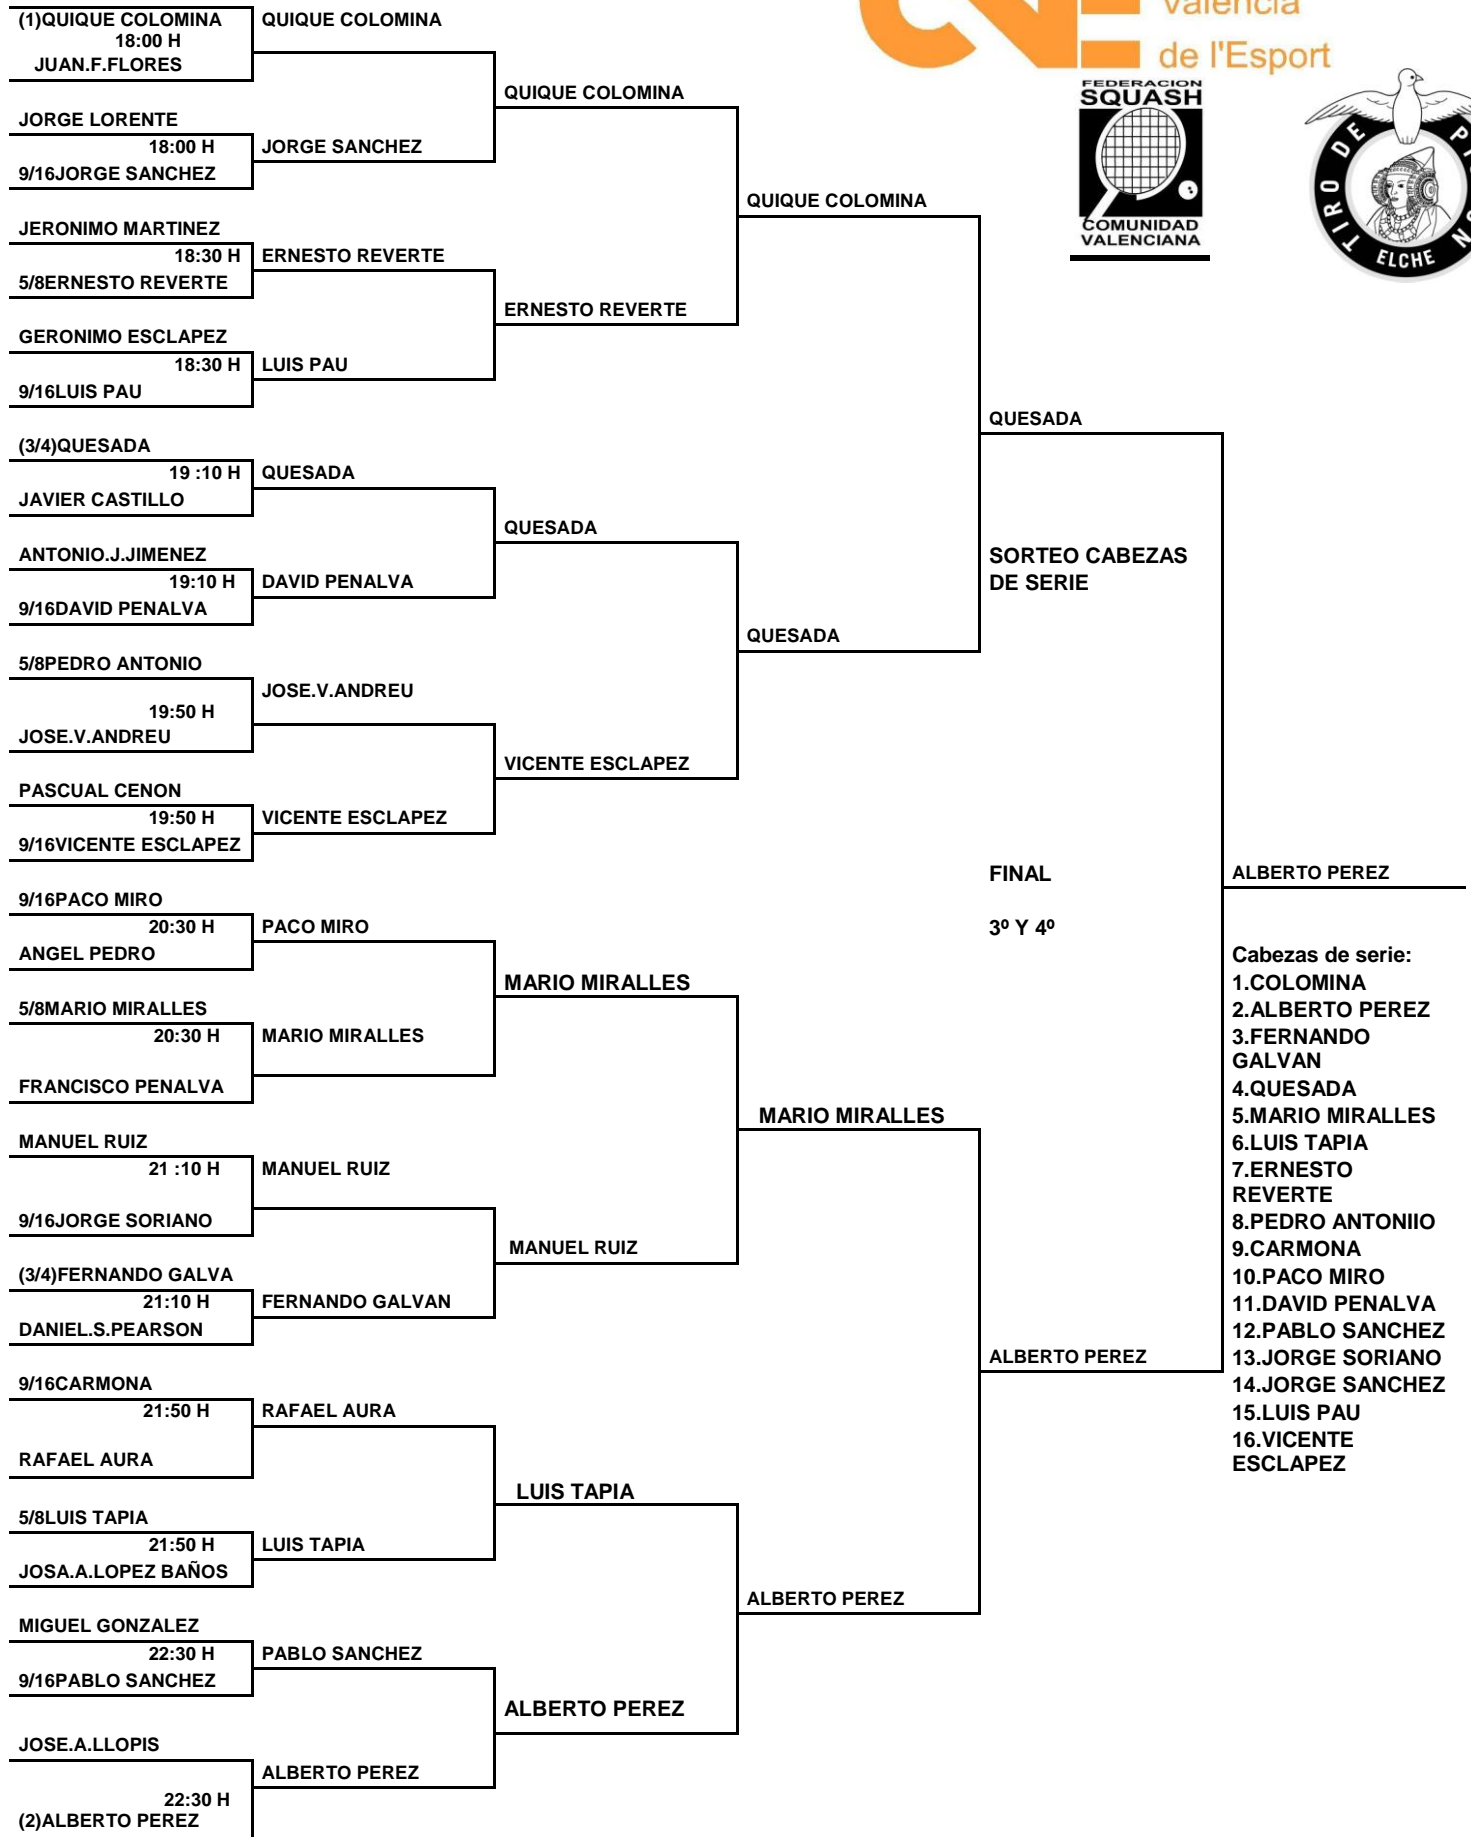 (1)QUIQUE COLOMINA
18:00 H
JUAN.F.FLORES
JORGE LORENTE
18:00 H
9/16JORGE SANCHEZ
JERONIMO MARTINEZ
18:30 H
5/8ERNESTO REVERTE
GERONIMO ESCLAPEZ
18:30 H
9/16LUIS PAU
(3/4)QUESADA
19 :10 H
JAVIER CASTILLO
ANTONIO.J.JIMENEZ
19:10 H
9/16DAVID PENALVA
5/8PEDRO ANTONIO
19:50 H
JOSE.V.ANDREU
PASCUAL CENON
19:50 H
9/16VICENTE ESCLAPEZ
9/16PACO MIRO
20:30 H
ANGEL PEDRO
5/8MARIO MIRALLES
20:30 H
FRANCISCO PENALVA
MANUEL RUIZ
21 :10 H
9/16JORGE SORIANO
(3/4)FERNANDO GALVA
21:10 H
DANIEL.S.PEARSON
9/16CARMONA
21:50 H
RAFAEL AURA
5/8LUIS TAPIA
21:50 H
JOSA.A.LOPEZ BAÑOS
MIGUEL GONZALEZ
22:30 H
9/16PABLO SANCHEZ
JOSE.A.LLOPIS
22:30 H
(2)ALBERTO PEREZ
QUIQUE COLOMINA
JORGE SANCHEZ
ERNESTO REVERTE
LUIS PAU
QUESADA
DAVID PENALVA
JOSE.V.ANDREU
VICENTE ESCLAPEZ
PACO MIRO
MARIO MIRALLES
MANUEL RUIZ
FERNANDO GALVAN
RAFAEL AURA
LUIS TAPIA
PABLO SANCHEZ
ALBERTO PEREZ
QUIQUE COLOMINA
ERNESTO REVERTE
QUESADA
VICENTE ESCLAPEZ
MARIO MIRALLES
MANUEL RUIZ
LUIS TAPIA
ALBERTO PEREZ
QUIQUE COLOMINA
QUESADA
MARIO MIRALLES
ALBERTO PEREZ
QUESADA
SORTEO CABEZAS
DE SERIE
FINAL
3º Y 4º
ALBERTO PEREZ
valencià
de l'Esport
FEDERACION
SQUASH
COMUNIDAD
VALENCIANA
TIRO DE
ELCHE
ALBERTO PEREZ
Cabezas de serie:
1.COLOMINA
2.ALBERTO PEREZ
3.FERNANDO
GALVAN
4.QUESADA
5.MARIO MIRALLES
6.LUIS TAPIA
7.ERNESTO
REVERTE
8.PEDRO ANTONIIO
9.CARMONA
10.PACO MIRO
11.DAVID PENALVA
12.PABLO SANCHEZ
13.JORGE SORIANO
14.JORGE SANCHEZ
15.LUIS PAU
16.VICENTE
ESCLAPEZ